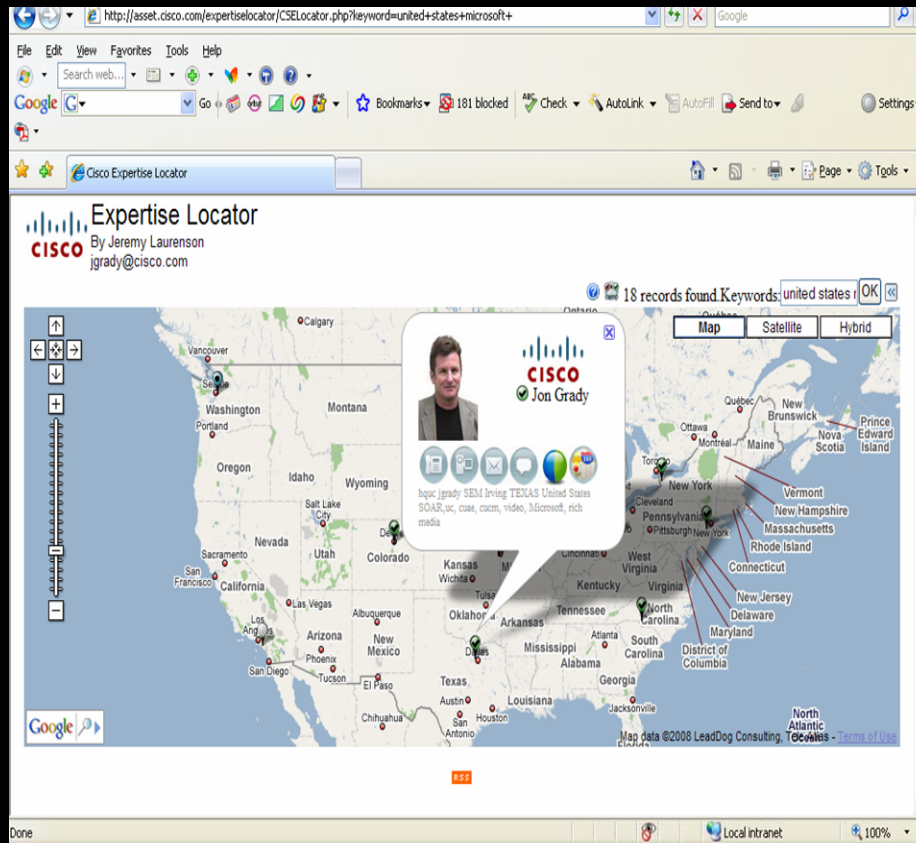 http://asset.cisco.com/expertiselocator/CSELocator.php?keyword=united+states+microsoft+
Google
File Edit View Favorites Tools Help
Search web...
Google G Go Bookmarks 181 blocked Check AutoLink AutoFill Send to Settings
Cisco Expertise Locator
Page Tools
CISCO
Expertise Locator
By Jeremy Laurenson
jgrady@cisco.com
18 records found.Keywords: united states OK
Map Satellite Hybrid
CISCO
Jon Grady
hquc jgrady SEM Irving TEXAS United States
SOAR,uc, cuae, cucm, video, Microsoft, rich
media
Calgary
Ontario
Vancouver
Seattle
Washington
Montana
Portland
Oregon
Idaho
Wyoming
Salt Lake
City
Nevada
Utah
Colorado
Sacramento
San
Francisco
California
Las Vegas
Los
Angeles
San Diego
Arizona
Phoenix
Tucson
Albuquerque
New
Mexico
El Paso
Chihuahua
Kansas
Wichita
Tulsa
Oklahoma
Arkansas
Dallas
Texas
Austin
San
Antonio
Houston
Louisiana
Mississippi
Alabama
Tennessee
Kentucky
Cincinnati
West
Virginia
Virginia
North
Carolina
South
Carolina
Atlanta
Georgia
Jacksonville
Florida
Québec
New
Brunswick
Prince
Edward
Island
Nova
Scotia
Ottawa
Montréal
Maine
Toronto
New York
Cleveland
Pennsylvania
Pittsburgh
New York
Vermont
New Hampshire
Massachusetts
Rhode Island
Connecticut
New Jersey
Delaware
Maryland
District of
Columbia
North
Atlantic
Ocean
Google
Map data ©2008 LeadDog Consulting, Tele Atlas - Terms of Use
RSS
Done
Local intranet
100%